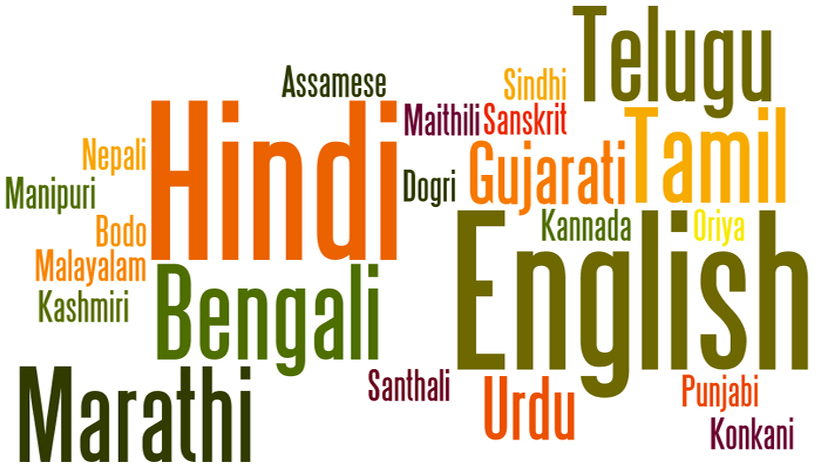 Telugu
Assamese
Sindhi
Hindi
Maithili
Sanskrit
Tamil
Nepali
Gujarati
Manipuri
Dogri
Bodo
Kannada
Oriya
English
Malayalam
Kashmiri
Bengali
Marathi
Santhali
Urdu
Punjabi
Konkani